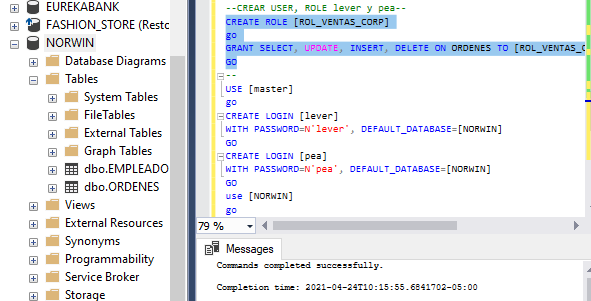 EUREKABANK
FASHION_STORE (Resto
NORWIN
Database Diagrams
Tables
System Tables
FileTables
External Tables
Graph Tables
dbo.EMPLEADO
dbo.ORDENES
Views
External Resources
Synonyms
Programmability
Service Broker
Storage
--CREAR USER, ROLE lever y pea--
CREATE ROLE [ROL_VENTAS_CORP]
go
GRANT SELECT, UPDATE, INSERT, DELETE ON ORDENES TO [ROL_VENTAS_C
GO
--
USE [master]
go
CREATE LOGIN [lever]
WITH PASSWORD=N'lever', DEFAULT_DATABASE=[NORWIN]
GO
CREATE LOGIN [pea]
WITH PASSWORD=N'pea', DEFAULT_DATABASE=[NORWIN]
GO
use [NORWIN]
go
79 %
Messages
Commands completed successfully.
Completion time: 2021-04-24T10:15:55.6841702-05:00